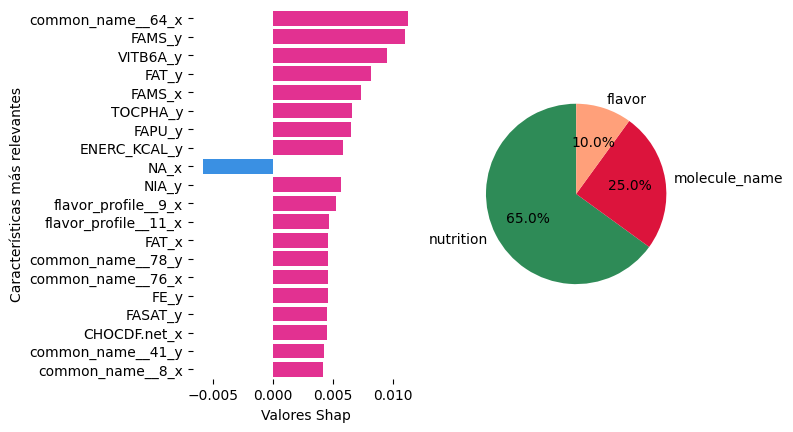 Características más relevantes
common_name__64_x
FAMS_y
VITB6A_y
FAT_y
FAMS_x
TOCPHA_y
FAPU_y
ENERC_KCAL_y
NA_x
NIA_y
flavor_profile__9_x
flavor_profile__11_x
FAT_x
common_name__78_y
common_name__76_x
FE_y
FASAT_y
CHOCDF.net_x
common_name__41_y
common_name__8_x
−0.005 0.000 0.005 0.010
Valores Shap
flavor
10.0%
molecule_name
25.0%
65.0%
nutrition